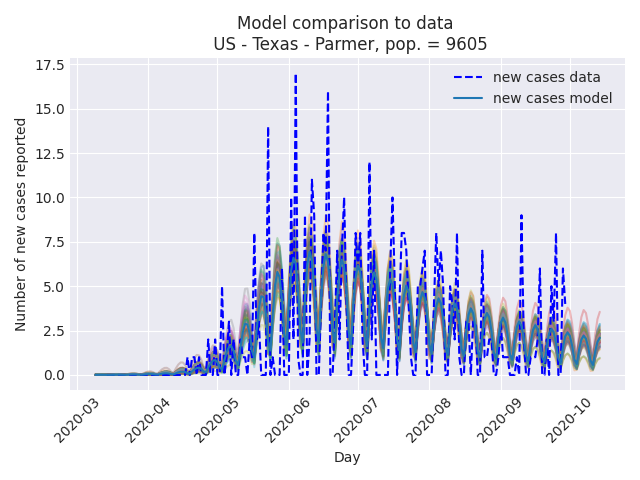 Model comparison to data
US - Texas - Parmer, pop. = 9605
new cases data
new cases model
Number of new cases reported
17.5
15.0
12.5
10.0
7.5
5.0
2.5
0.0
2020-03
2020-04
2020-05
2020-06
2020-07
2020-08
2020-09
2020-10
Day